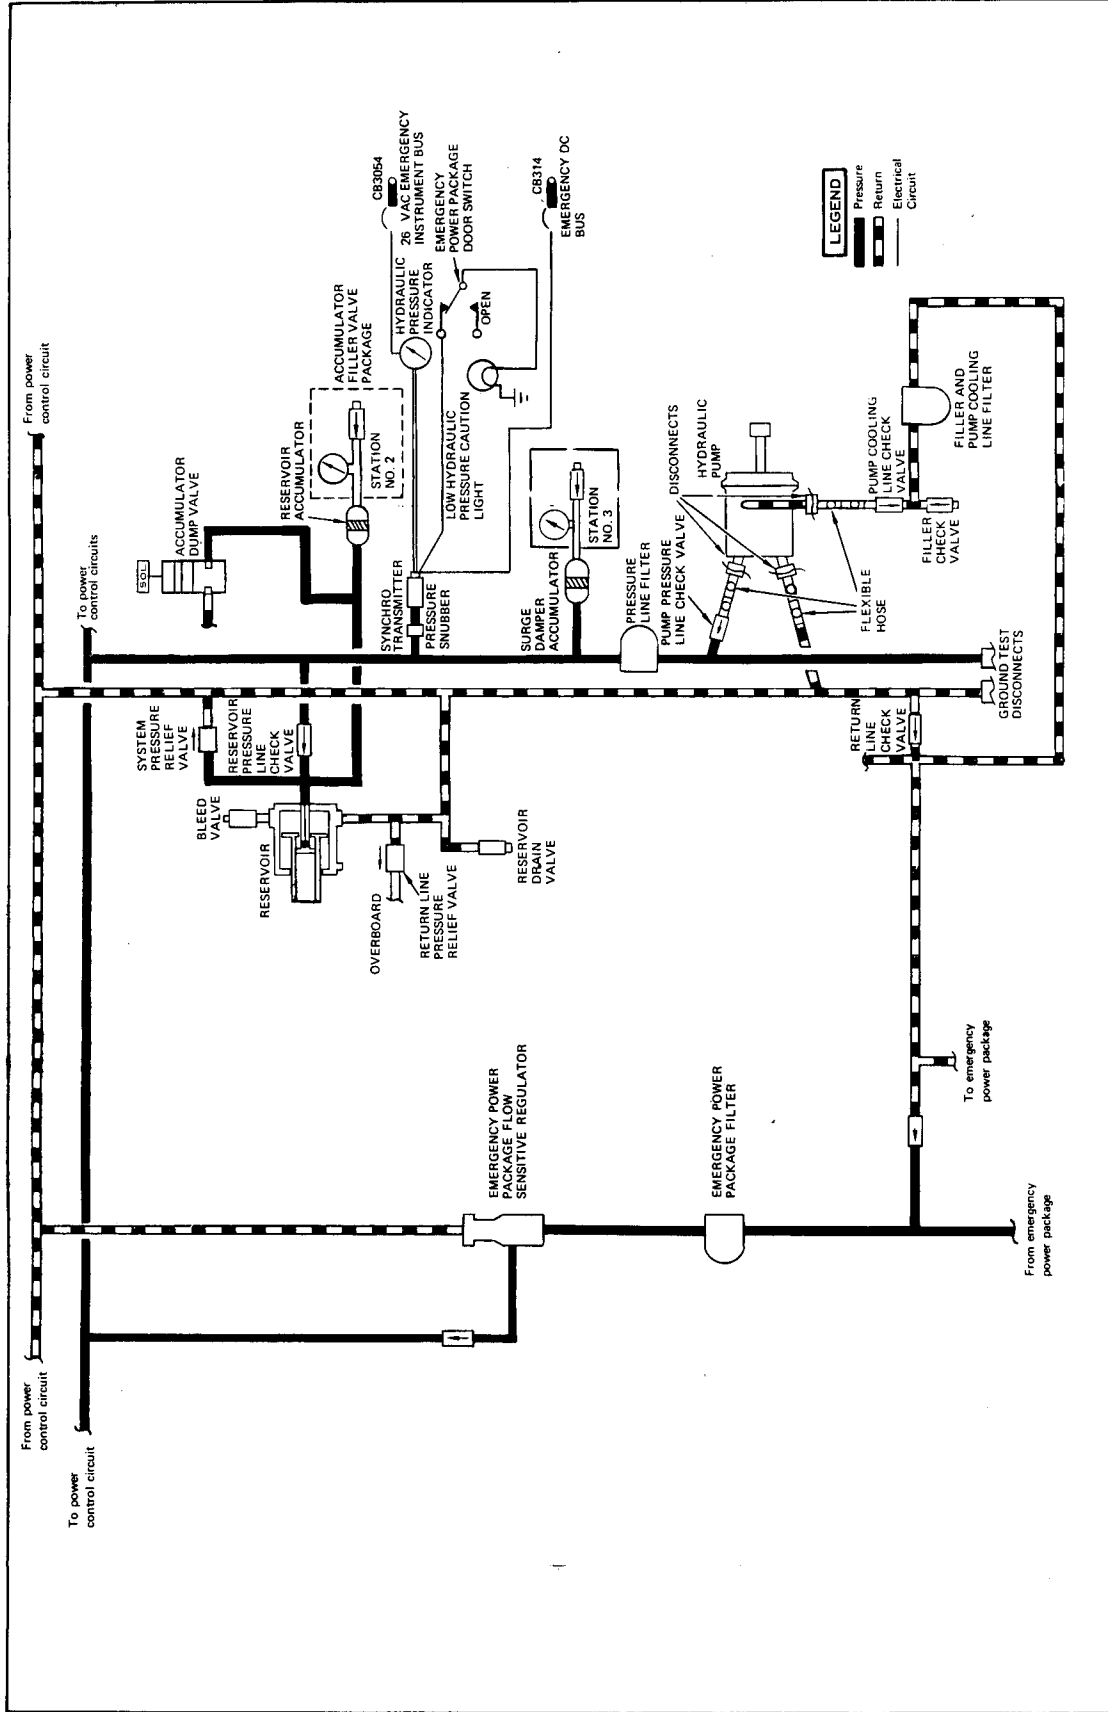 From power
control circuit
To power
control circuits
SOL
ACCUMULATOR
DUMP VALVE
RESERVOIR
ACCUMULATOR
ACCUMULATOR
FILLER VALVE
PACKAGE
STATION
NO. 2
HYDRAULIC
PRESSURE
INDICATOR
CB3054
26 VAC EMERGENCY
INSTRUMENT BUS
EMERGENCY
POWER PACKAGE
DOOR SWITCH
OPEN
CB314
EMERGENCY DC
BUS
LOW HYDRAULIC
PRESSURE CAUTION
LIGHT
SYNCHRO
TRANSMITTER
PRESSURE
SNUBBER
SURGE
DAMPER
ACCUMULATOR
STATION
NO. 3
PRESSURE
LINE FILTER
PUMP PRESSURE
LINE CHECK VALVE
DISCONNECTS
HYDRAULIC
PUMP
FLEXIBLE
HOSE
PUMP COOLING
LINE CHECK
VALVE
FILLER
CHECK
VALVE
FILLER AND
PUMP COOLING
LINE FILTER
LEGEND
Pressure
Return
Electrical
Circuit
GROUND TEST
DISCONNECTS
RETURN
LINE
CHECK
VALVE
SYSTEM
PRESSURE
RELIEF
VALVE
RESERVOIR
PRESSURE
LINE
CHECK
VALVE
BLEED
VALVE
RESERVOIR
OVERBOARD
RETURN LINE
PRESSURE
RELIEF VALVE
RESERVOIR
DRAIN
VALVE
EMERGENCY POWER
PACKAGE FLOW
SENSITIVE REGULATOR
EMERGENCY POWER
PACKAGE FILTER
To emergency
power package
From emergency
power package
From power
control circuit
To power
control circuit